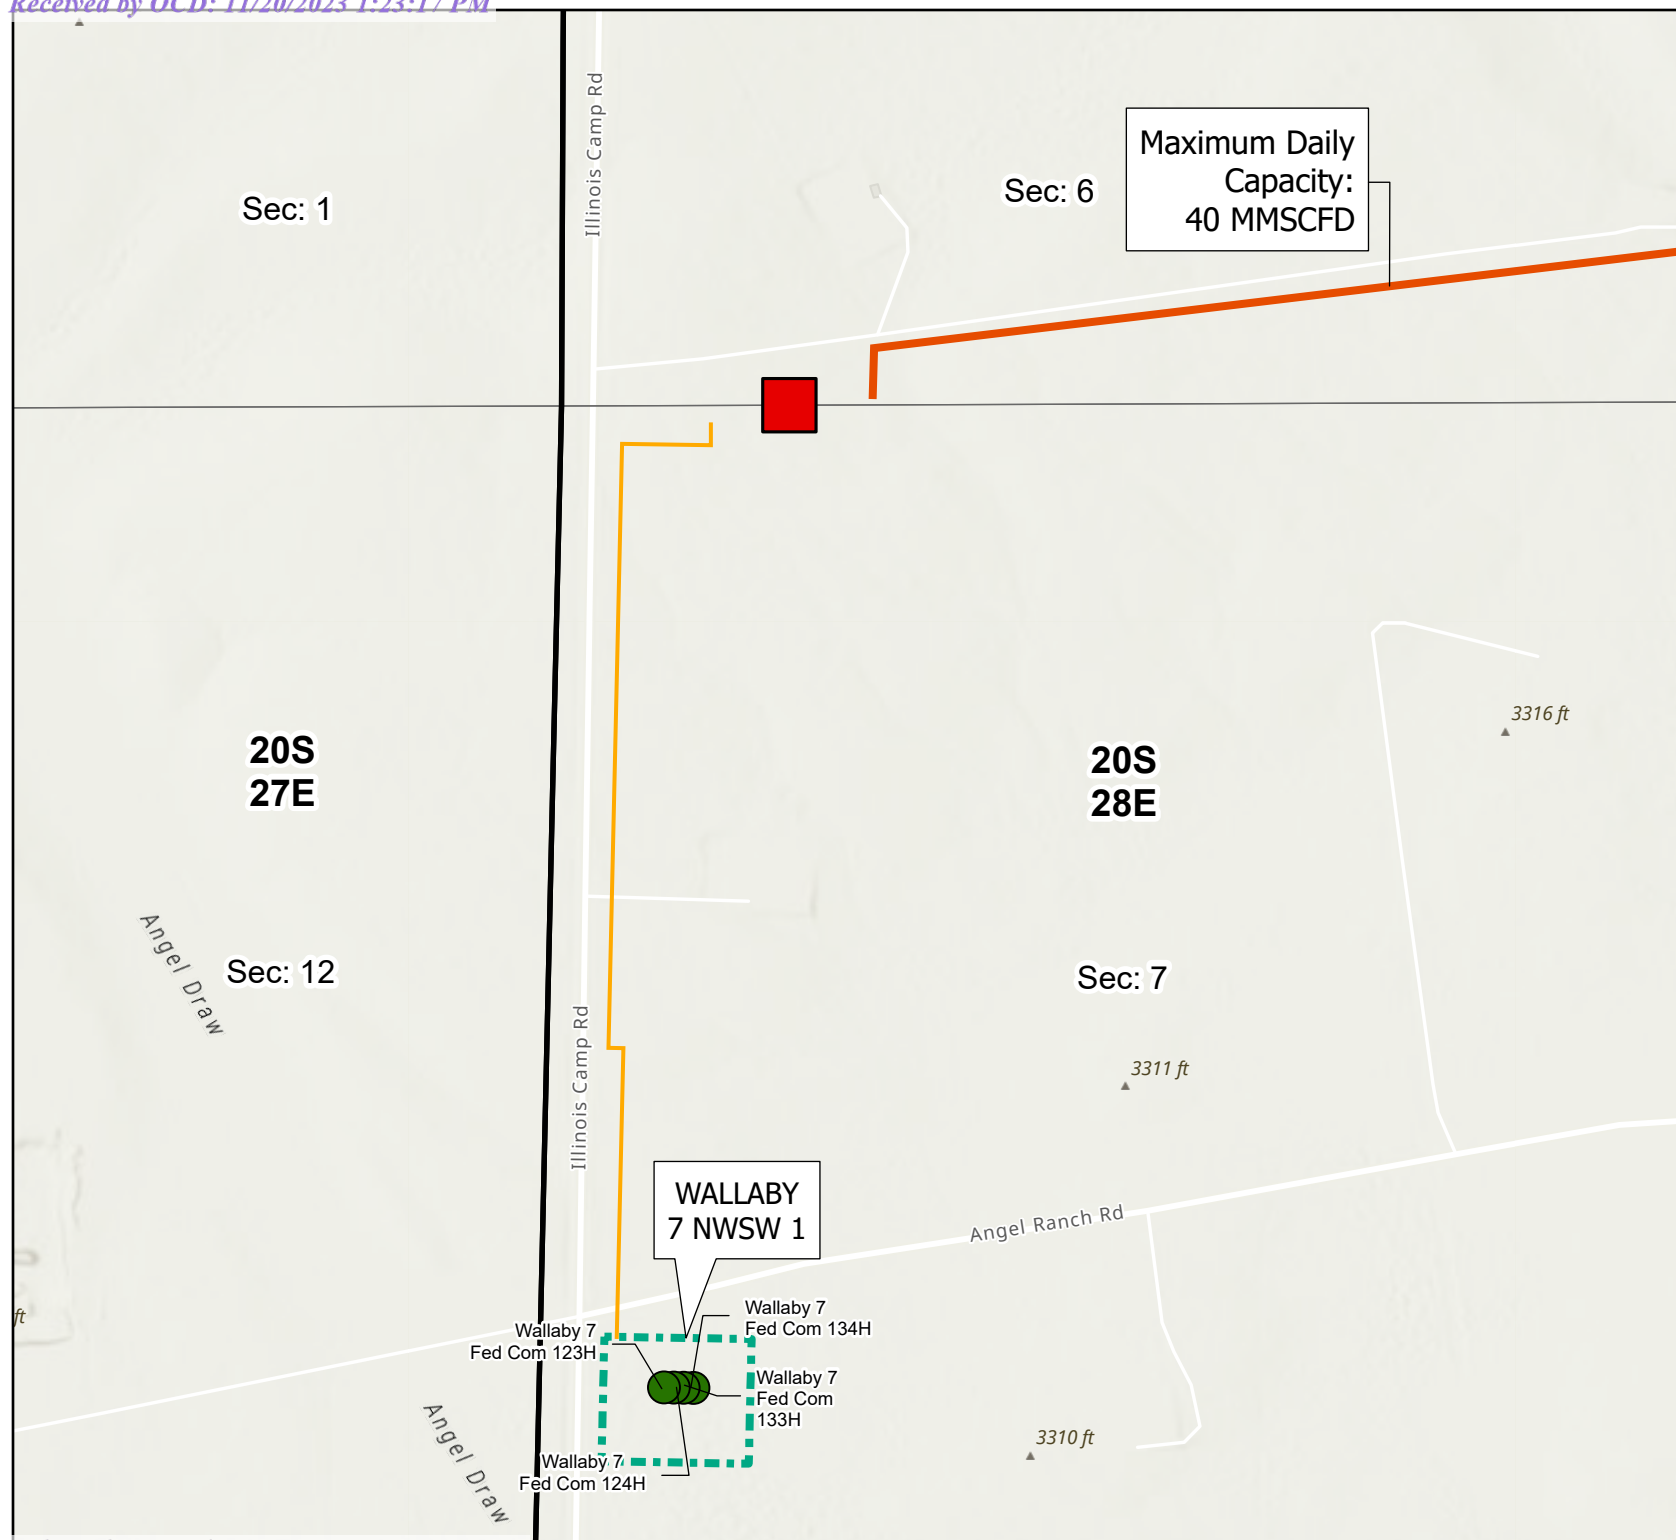 Received by OCD: 11/20/2023 1:23:17 PM
Illinois Camp Rd
Maximum Daily
Capacity:
40 MMSCFD
Sec: 1
Sec: 6
3316 ft
20S
27E
20S
28E
Angel Draw
Sec: 12
Sec: 7
Illinois Camp Rd
3311 ft
WALLABY
7 NWSW 1
Angel Ranch Rd
ft
Wallaby 7
Fed Com 123H
Wallaby 7
Fed Com 134H
Wallaby 7
Fed Com
133H
Angel Draw
3310 ft
Wallaby 7
Fed Com 124H